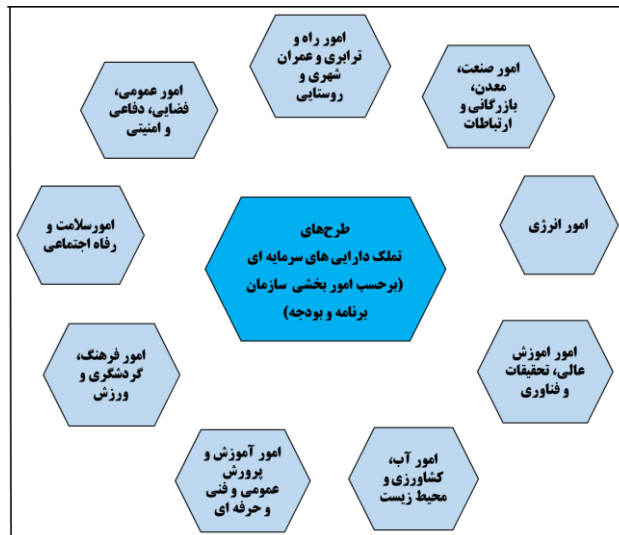 امور راه و
ترابری و عمران
شهری و
روستایی
امور صنعت،
معدن،
بازرگانی و
ارتباطات
امور انرژی
امور اموزش
عالی، تحقیقات
و فناوری
امور آب،
کشاورزی و
محیط زیست
امور آموزش و
پرورش
عمومی و فنی
و حرفه ای
امور فرهنگ،
گردشگری و
ورزش
امورسلامت و
رفاه اجتماعی
امور عمومی،
فضایی، دفاعی
و امنیتی
طرح‌های
تملک دارایی های سرمایه ای
(برحسب امور بخشی سازمان
برنامه و بودجه)